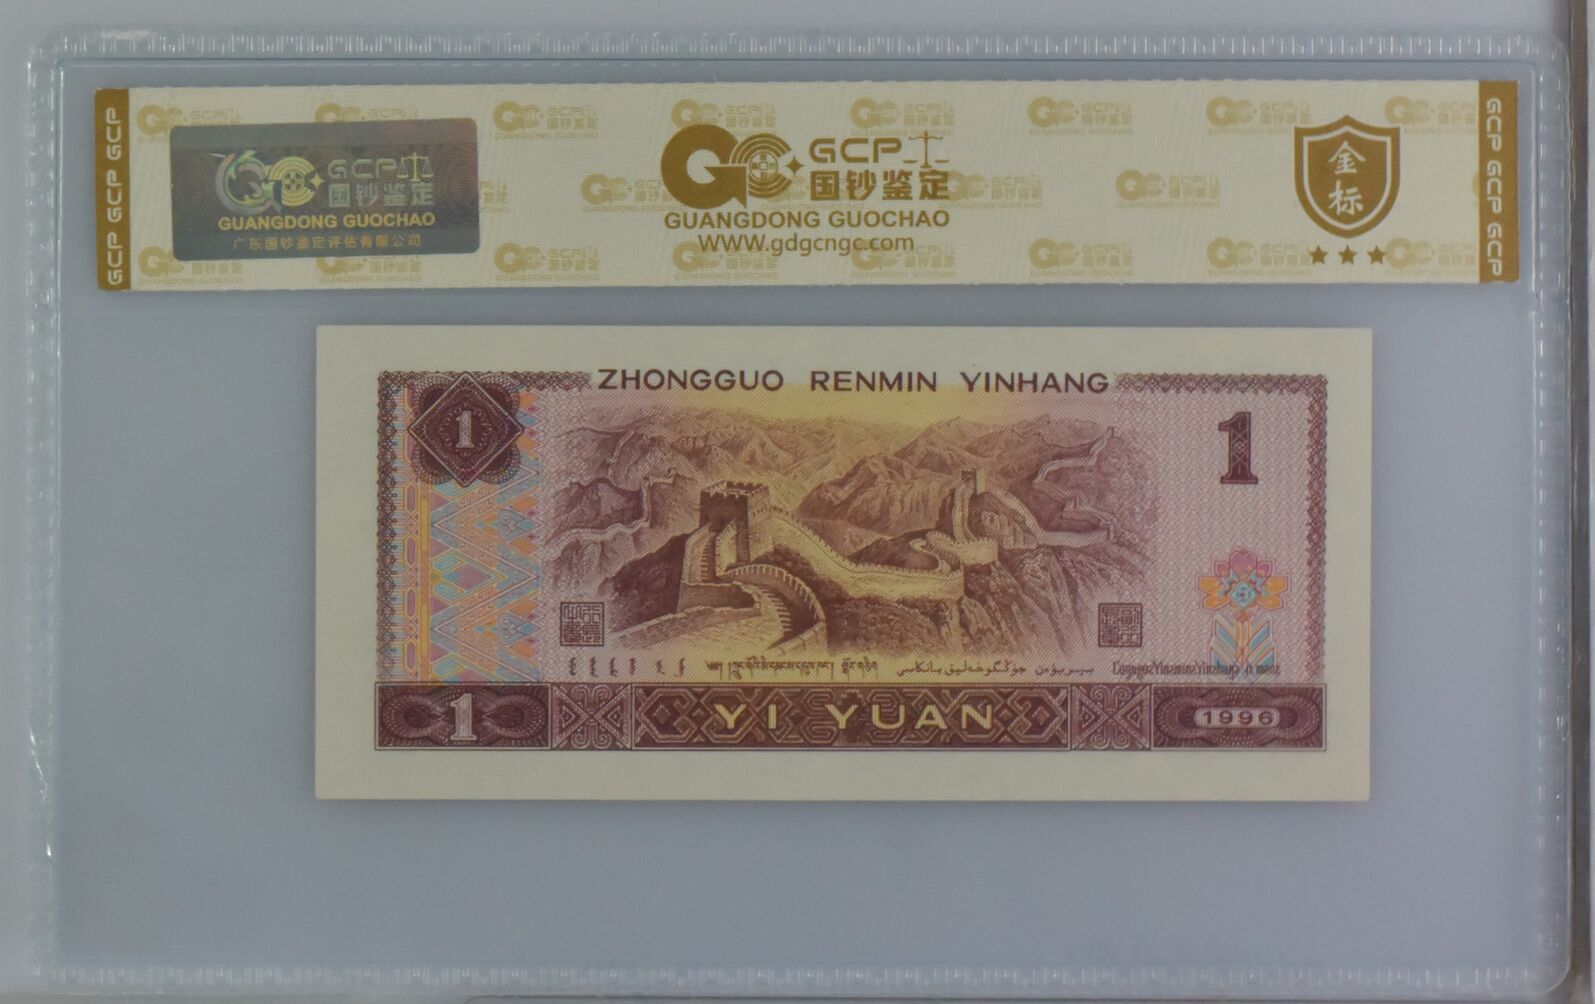 GCP GCP GCP
GCP
国钞鉴定
GUANGDONG GUOCHAO
广东国钞鉴定评估有限公司
GCP
国钞鉴定
GUANGDONG GUOCHAO
WWW.gdgcngc.com
金
标
GCP GCP GCP
ZHONGGUO RENMIN YINHANG
1
1
1
YI YUAN
1996